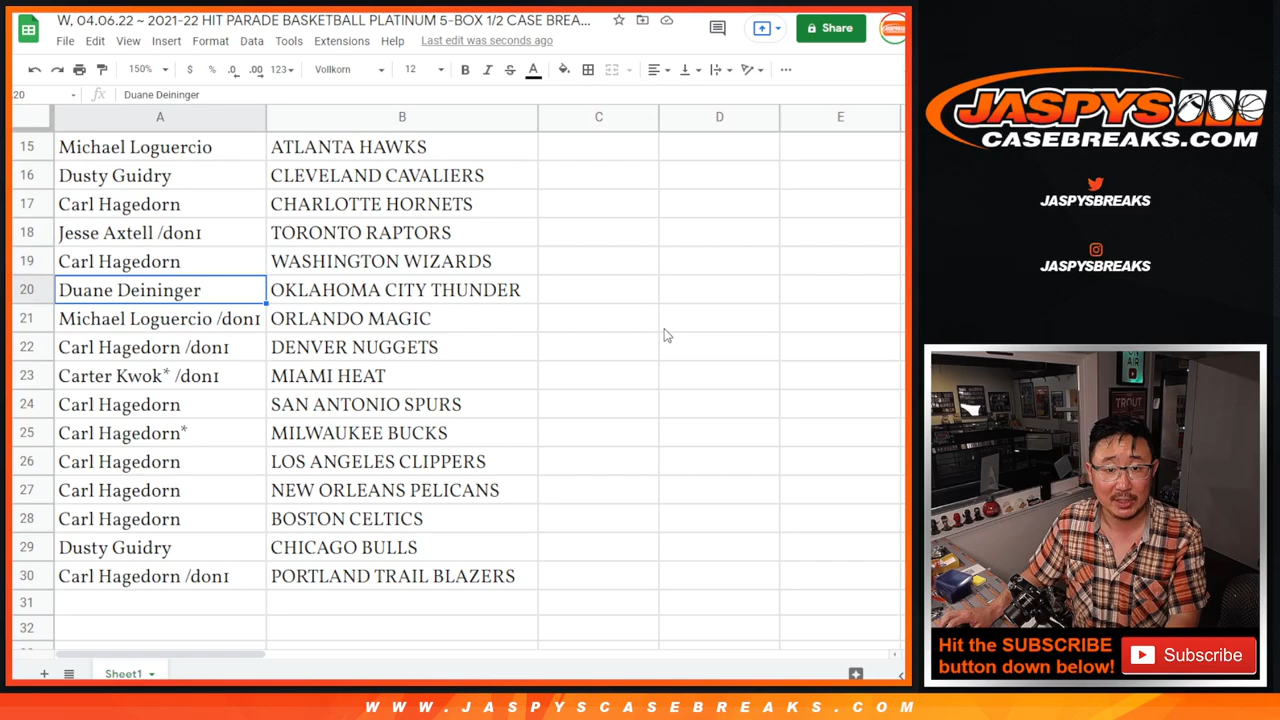 W, 04.06.22 ~ 2021-22 HIT PARADE BASKETBALL PLATINUM 5-BOX 1/2 CASE BREA...
File Edit View Insert Format Data Tools Extensions Help Last edit was seconds ago
Share
150% $ % .0 .00 123 Vollkorn 12 B I S A
20 fx Duane Deininger
A B C D E
15 Michael Loguercio ATLANTA HAWKS
16 Dusty Guidry CLEVELAND CAVALIERS
17 Carl Hagedorn CHARLOTTE HORNETS
18 Jesse Axtell /don1 TORONTO RAPTORS
19 Carl Hagedorn WASHINGTON WIZARDS
20 Duane Deininger OKLAHOMA CITY THUNDER
21 Michael Loguercio /don1 ORLANDO MAGIC
22 Carl Hagedorn /don1 DENVER NUGGETS
23 Carter Kwok* /don1 MIAMI HEAT
24 Carl Hagedorn SAN ANTONIO SPURS
25 Carl Hagedorn* MILWAUKEE BUCKS
26 Carl Hagedorn LOS ANGELES CLIPPERS
27 Carl Hagedorn NEW ORLEANS PELICANS
28 Carl Hagedorn BOSTON CELTICS
29 Dusty Guidry CHICAGO BULLS
30 Carl Hagedorn /don1 PORTLAND TRAIL BLAZERS
31
32
Sheet1
JASPYS
CASEBREAKS.COM
JASPYSBREAKS
JASPYSBREAKS
ON AIR
TROUT
Hit the SUBSCRIBE
button down below!
Subscribe
WWW.JASPYSCASEBREAKS.COM